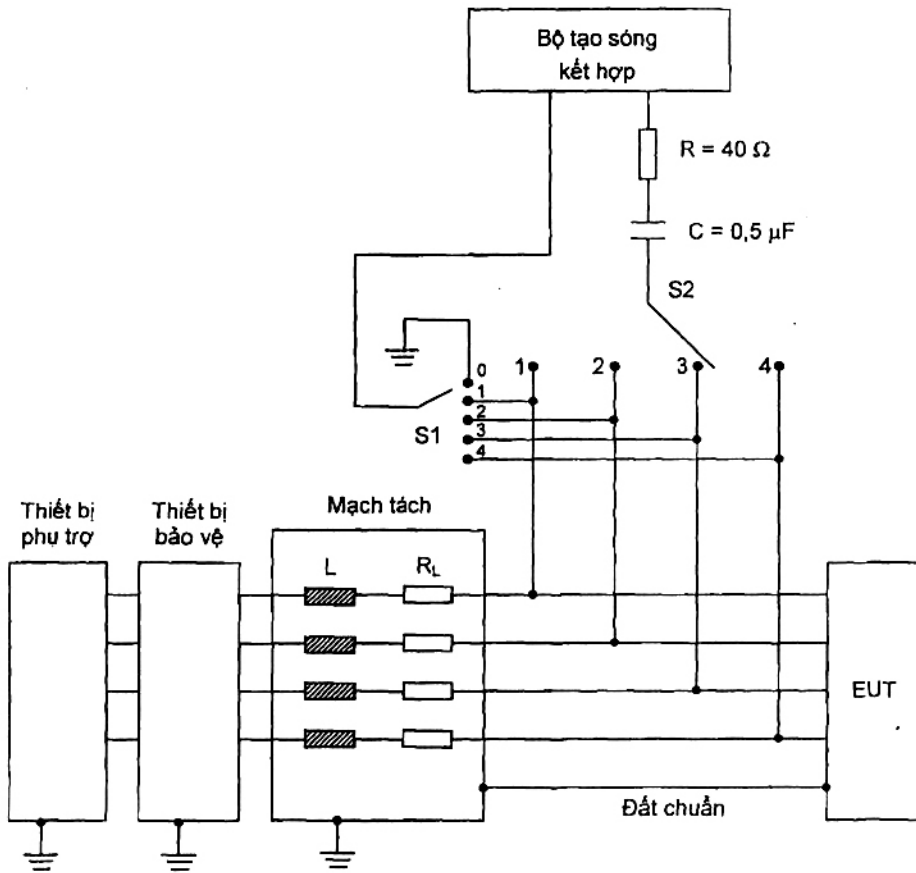 Bộ tạo sóng
kết hợp
R = 40 Ω
C = 0,5 μF
S2
0
1
2
3
4
1
2
3
4
S1
Thiết bị
phụ trợ
Thiết bị
bảo vệ
Mạch tách
L
R_L
EUT
Đất chuẩn